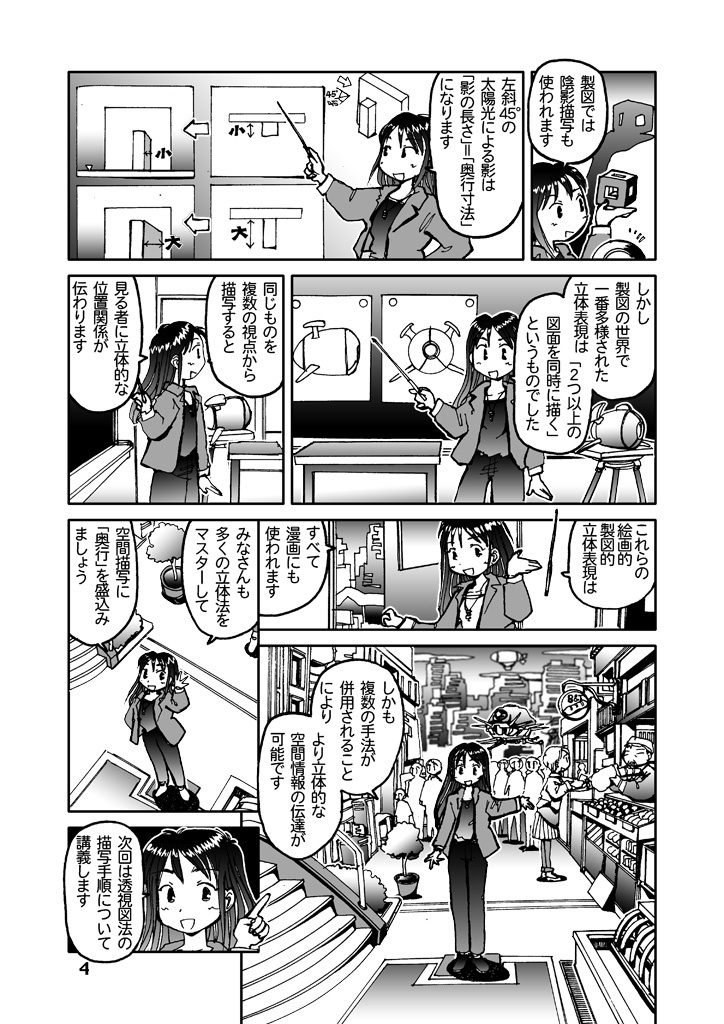 製図では
陰影描写も
使われます
左斜45°の
太陽光による影は
「影の長さ」=「奥行寸法」
になります
45°
45°
小
小
大
大
しかし
製図の世界で
一番多様された
立体表現は「2つ以上の
図面を同時に描く」
というものでした
同じものを
複数の視点から
描写すると
見る者に立体的な
位置関係が
伝わります
これらの
絵画的
製図的
立体表現は
すべて
漫画にも
使われます
みなさんも
多くの立体法を
マスターして
空間描写に
「奥行」を盛込み
ましょう
しかも
複数の手法が
併用されること
により より立体的な
空間情報の伝達が
可能です
次回は透視図法の
描写手順について
講義します
4